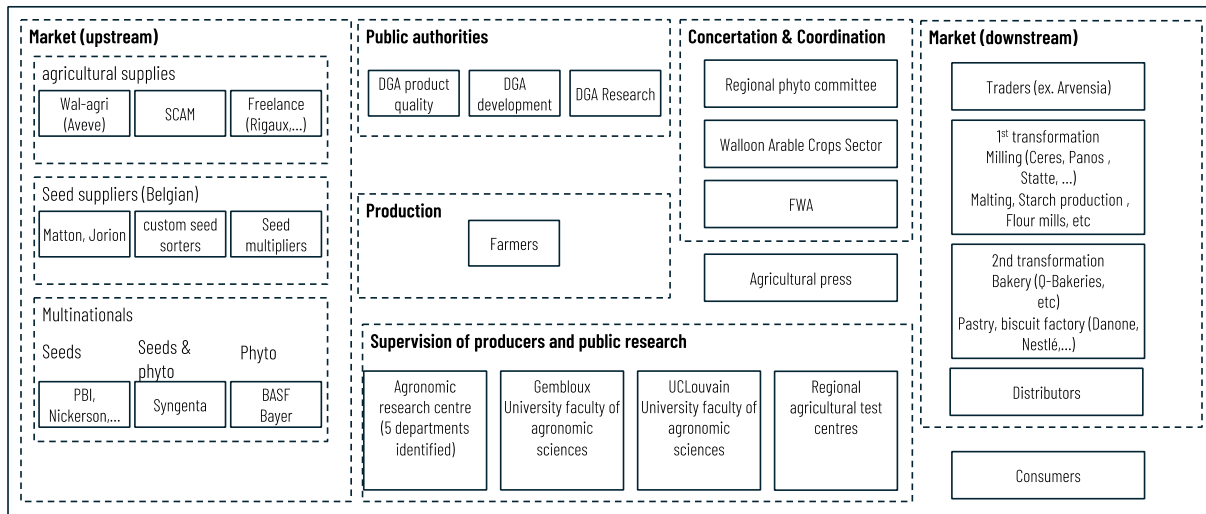 Market (upstream)
agricultural supplies
Wal-agri
(Aveve)
SCAM
Freelance
(Rigaux,...)
Seed suppliers (Belgian)
Matton, Jorion
custom seed
sorters
Seed
multipliers
Multinationals
Seeds
Seeds &
phyto
Phyto
PBI,
Nickerson,...
Syngenta
BASF
Bayer
Public authorities
DGA product
quality
DGA
development
DGA Research
Production
Farmers
Concertation & Coordination
Regional phyto committee
Walloon Arable Crops Sector
FWA
Agricultural press
Supervision of producers and public research
Agronomic
research centre
(5 departments
identified)
Gembloux
University faculty of
agronomic
sciences
UCLouvain
University faculty of
agronomic
sciences
Regional
agricultural test
centres
Market (downstream)
Traders (ex. Arvensia)
1st transformation
Milling (Ceres, Panos ,
Statte, ...)
Malting, Starch production ,
Flour mills, etc
2nd transformation
Bakery (Q-Bakeries,
etc)
Pastry, biscuit factory (Danone,
Nestlé,...)
Distributors
Consumers